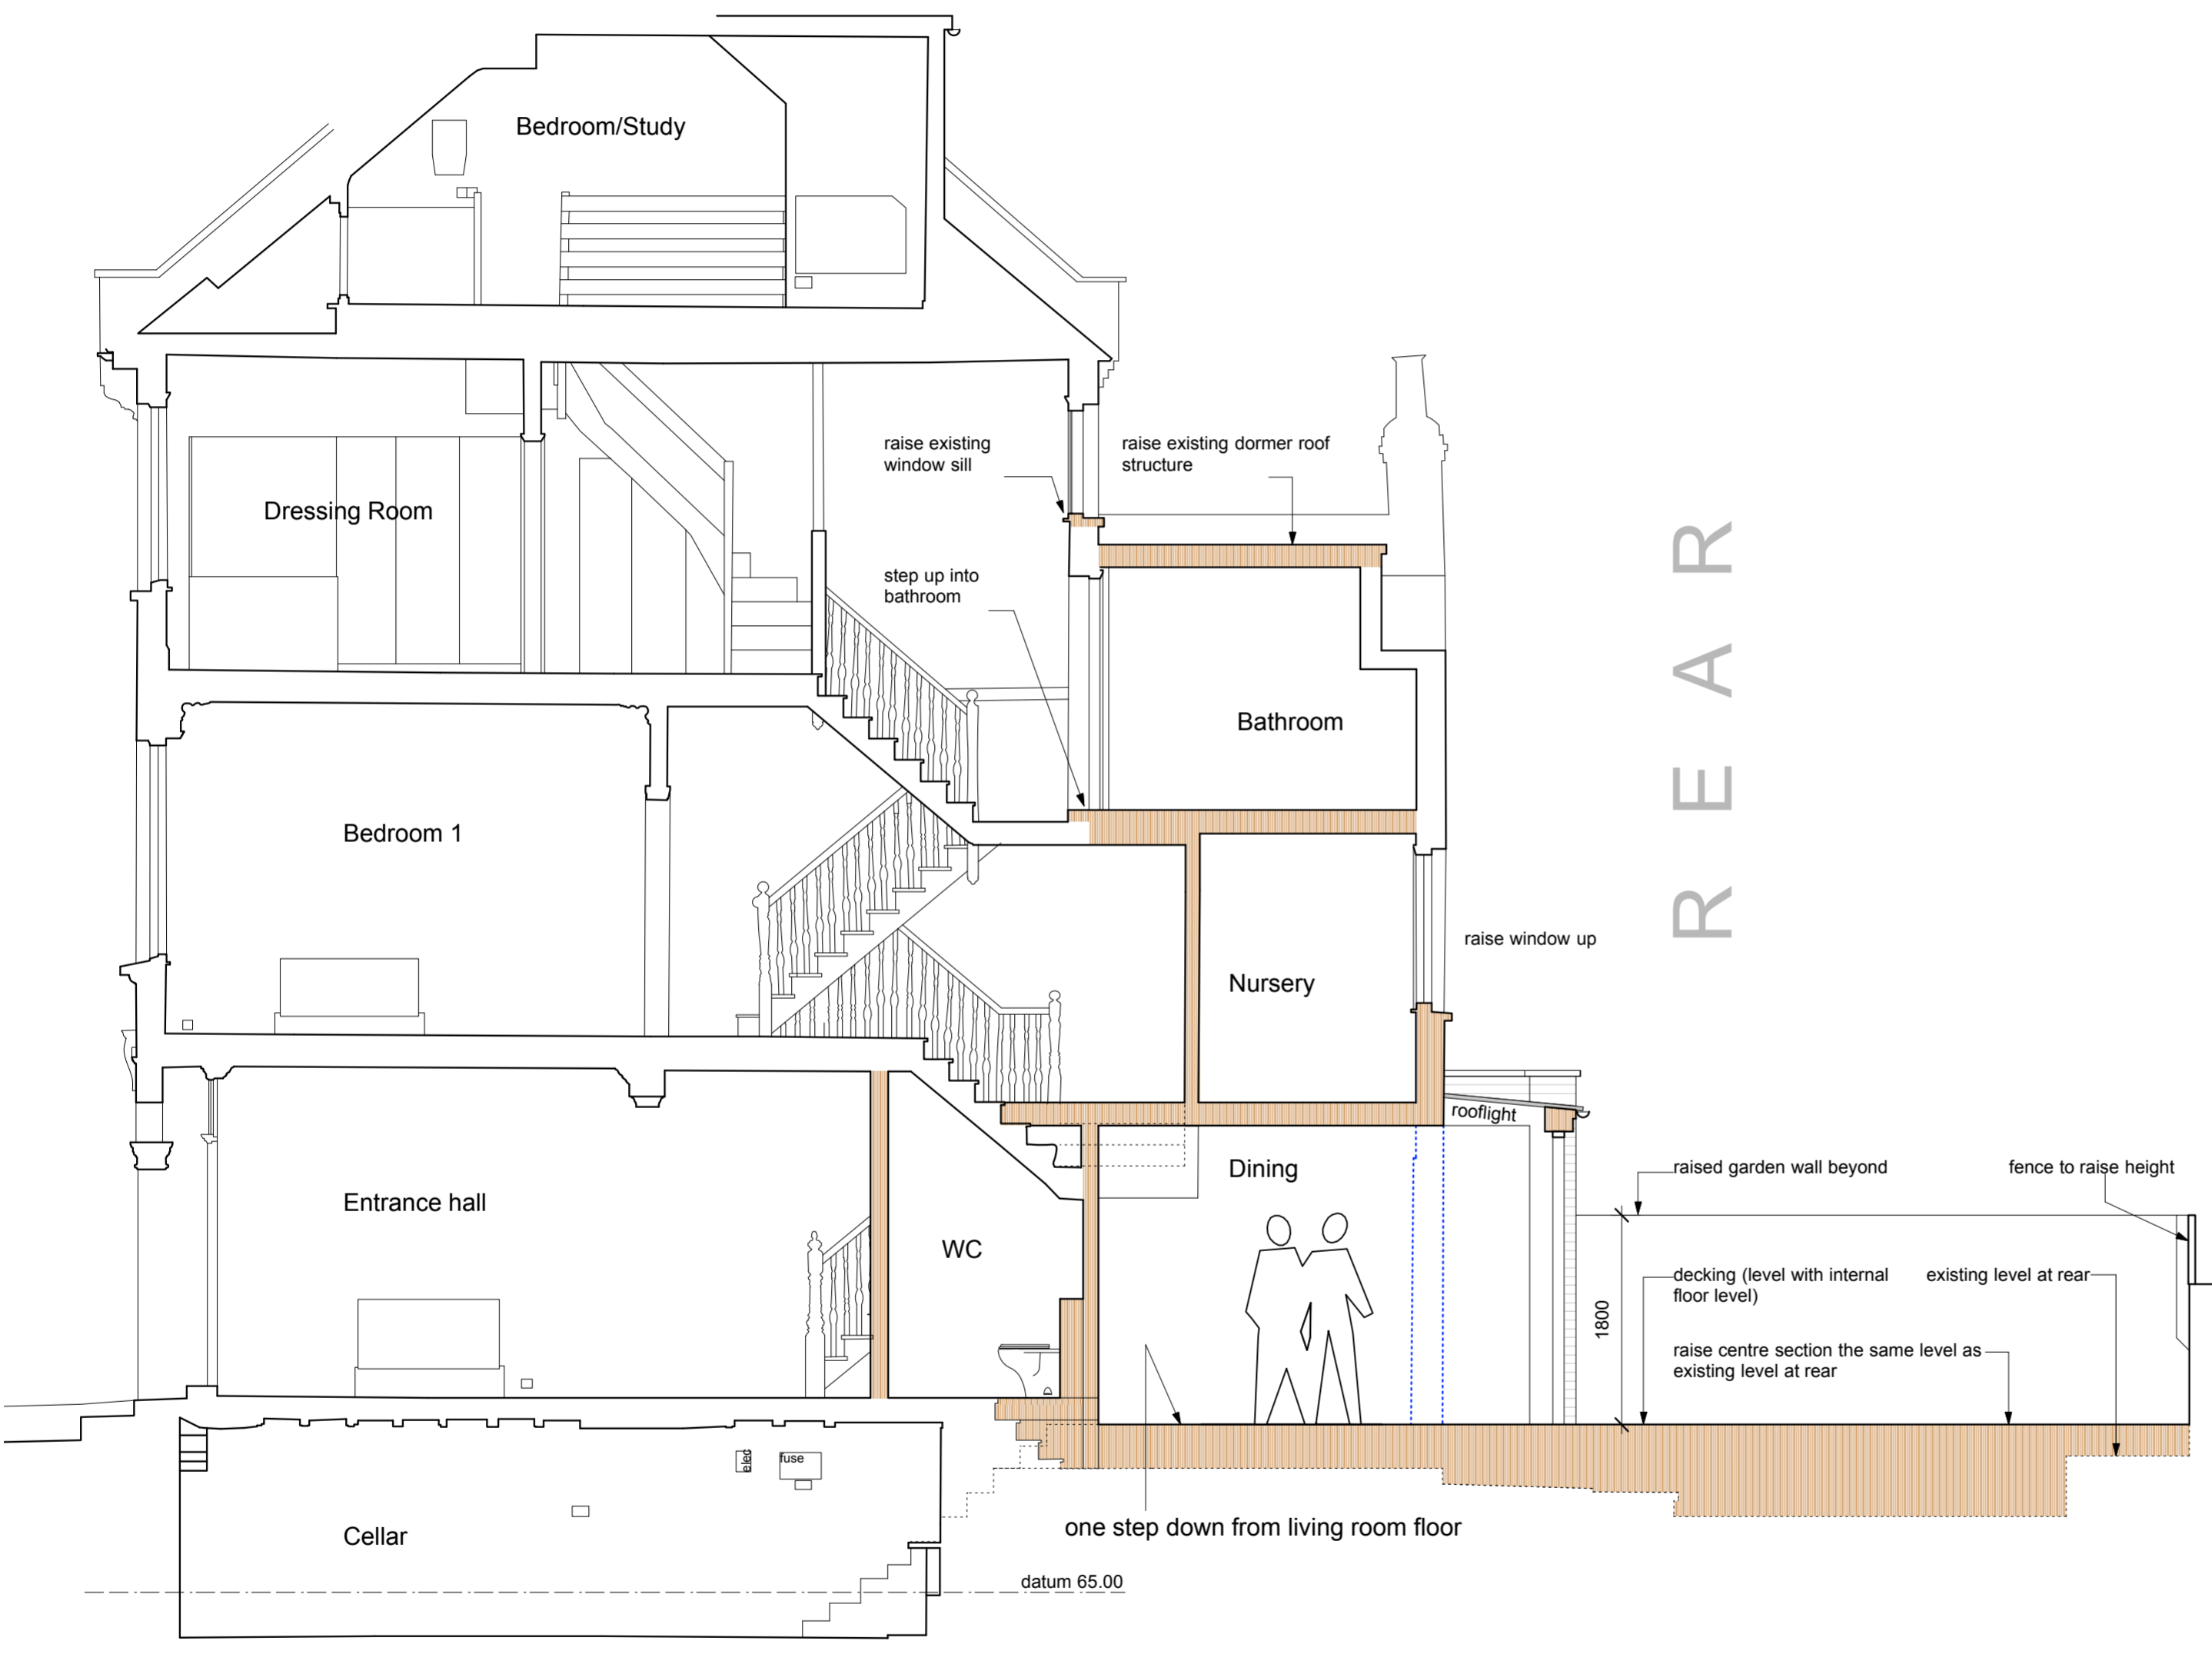 Bedroom/Study
raise existing
window sill
raise existing dormer roof
structure
Dressing Room
step up into
bathroom
REAR
Bathroom
Bedroom 1
raise window up
Nursery
rooflight
Dining
raised garden wall beyond
fence to raise height
Entrance hall
WC
decking (level with internal
floor level)
existing level at rear
1800
raise centre section the same level as
existing level at rear
elec
fuse
one step down from living room floor
Cellar
datum 65.00